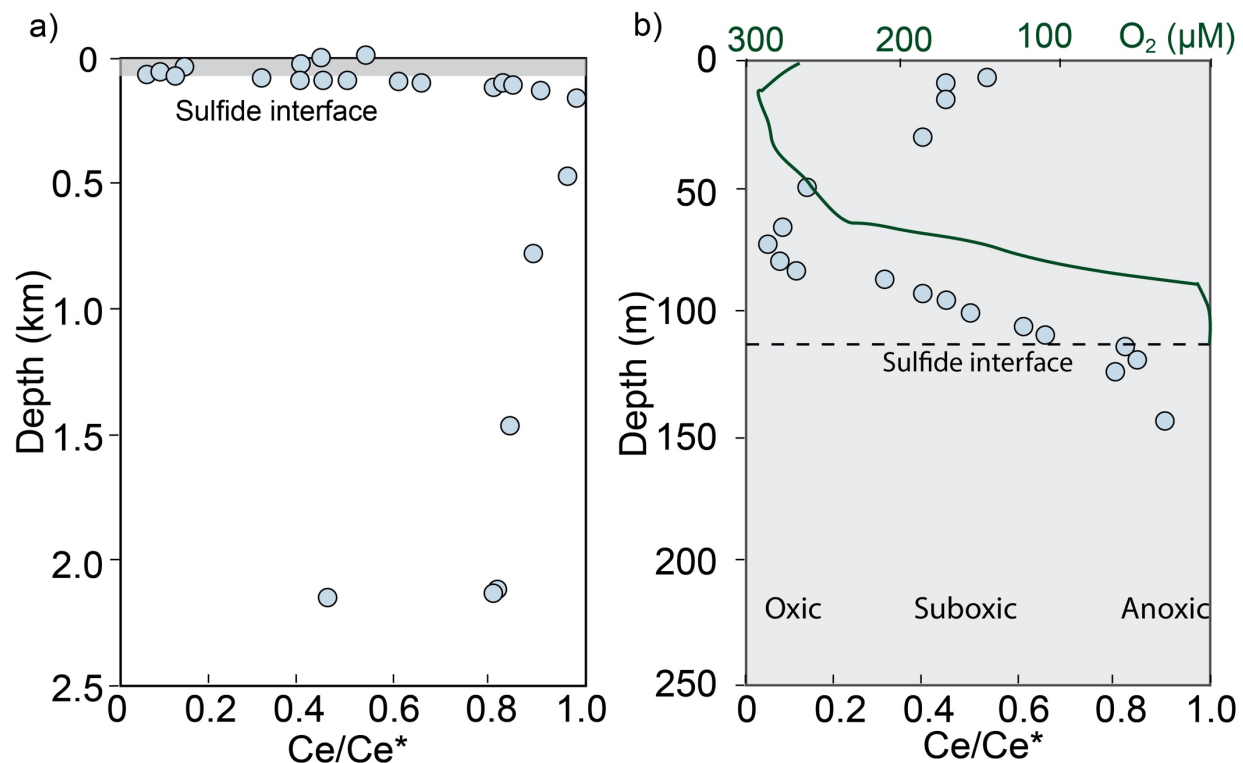 a)
0
0.5
1.0
1.5
2.0
2.5
Depth (km)
Sulfide interface
0 0.2 0.4 0.6 0.8 1.0
Ce/Ce*
b)
300 200 100 O₂ (µM)
0
50
100
150
200
250
Depth (m)
Sulfide interface
Oxic Suboxic Anoxic
0 0.2 0.4 0.6 0.8 1.0
Ce/Ce*